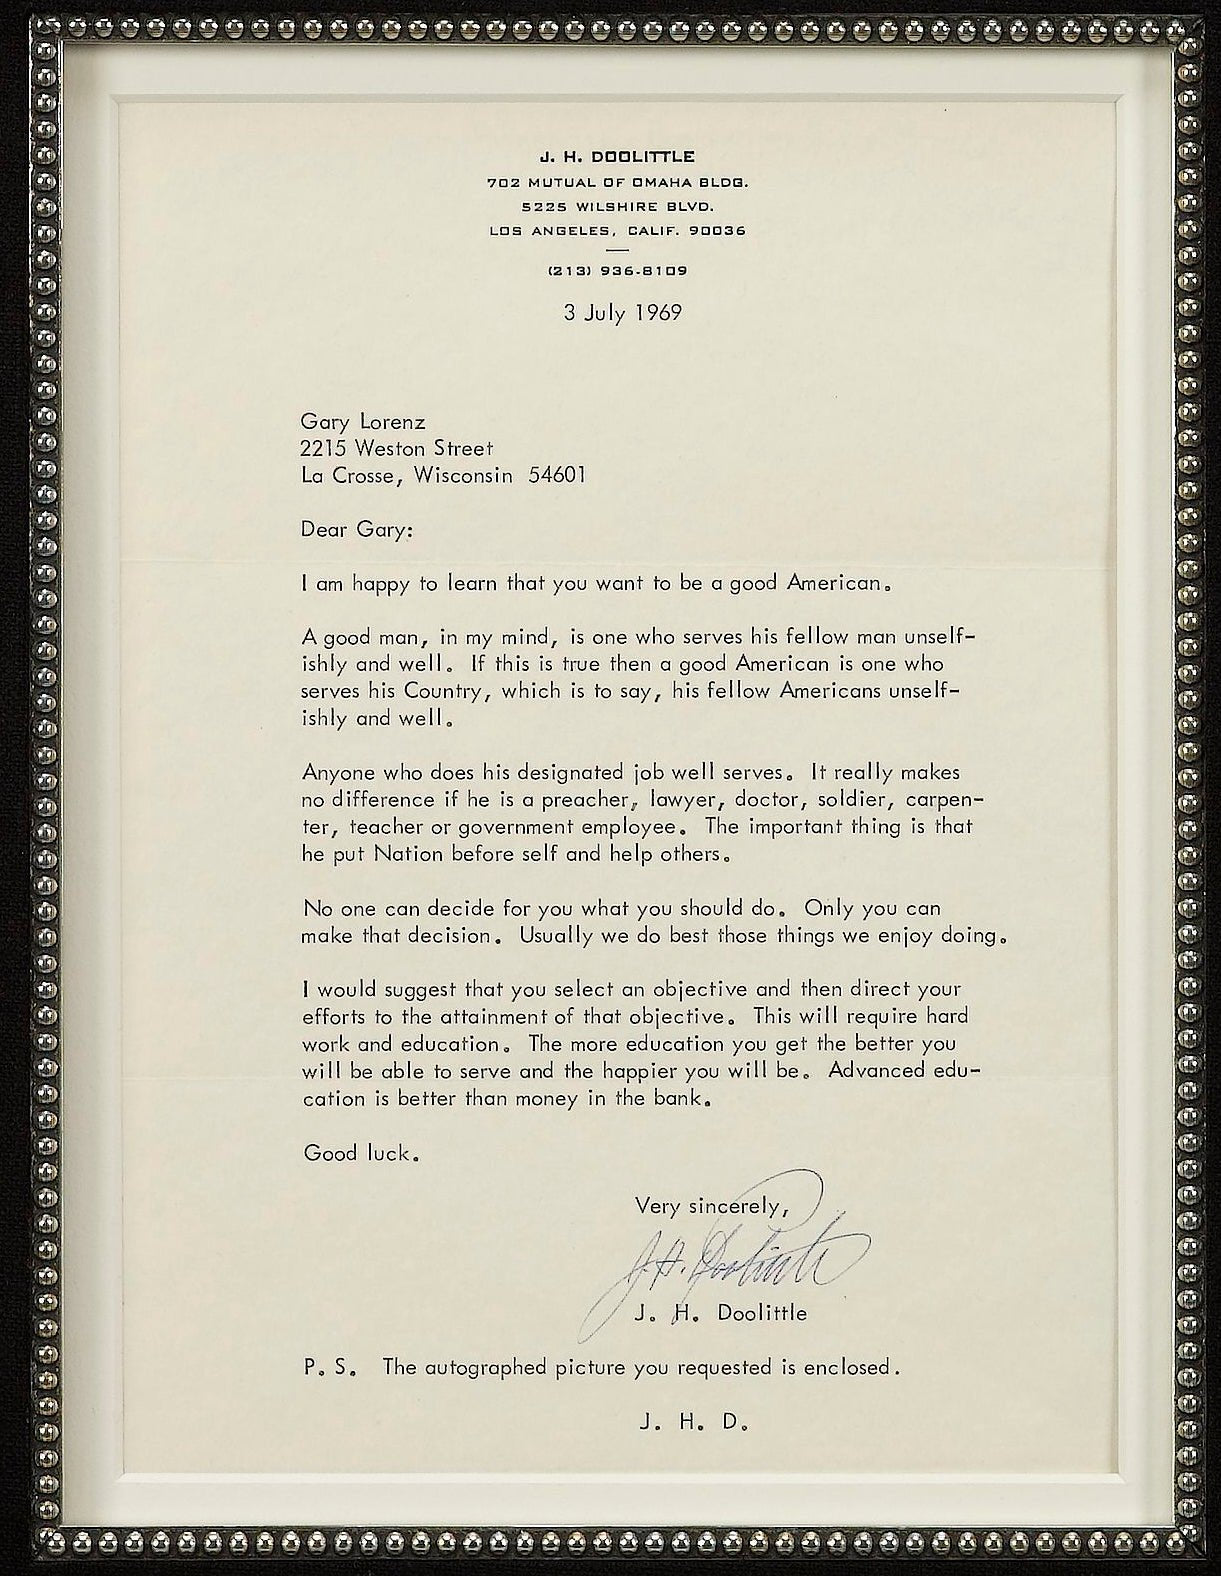 J. H. DOOLITTLE
702 MUTUAL OF OMAHA BLDG.
5225 WILSHIRE BLVD.
LOS ANGELES, CALIF. 90036
(213) 936-8109
3 July 1969
Gary Lorenz
2215 Weston Street
La Crosse, Wisconsin 54601
Dear Gary:
I am happy to learn that you want to be a good American.
A good man, in my mind, is one who serves his fellow man unself-
ishly and well. If this is true then a good American is one who
serves his Country, which is to say, his fellow Americans unself-
ishly and well.
Anyone who does his designated job well serves. It really makes
no difference if he is a preacher, lawyer, doctor, soldier, carpen-
ter, teacher or government employee. The important thing is that
he put Nation before self and help others.
No one can decide for you what you should do. Only you can
make that decision. Usually we do best those things we enjoy doing.
I would suggest that you select an objective and then direct your
efforts to the attainment of that objective. This will require hard
work and education. The more education you get the better you
will be able to serve and the happier you will be. Advanced edu-
cation is better than money in the bank.
Good luck.
Very sincerely,
J. H. Doolittle
J. H. Doolittle
P. S. The autographed picture you requested is enclosed.
J. H. D.